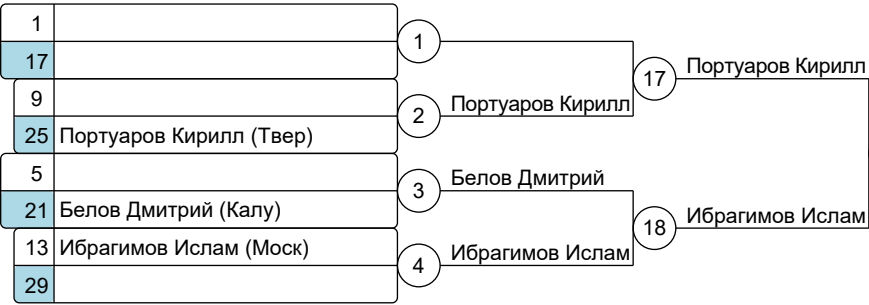 1
17
1
9
25 Портуаров Кирилл (Твер)
2
Портуаров Кирилл
17
Портуаров Кирилл
5
21 Белов Дмитрий (Калу)
3
Белов Дмитрий
13 Ибрагимов Ислам (Моск)
29
4
Ибрагимов Ислам
18
Ибрагимов Ислам